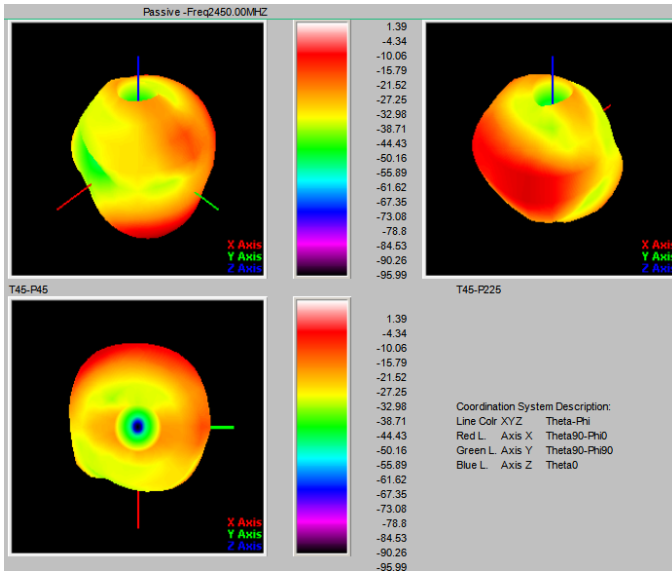 Passive -Freq2450.00MHZ
1.39
-4.34
-10.06
-15.79
-21.52
-27.25
-32.98
-38.71
-44.43
-50.16
-55.89
-61.62
-67.35
-73.08
-78.8
-84.53
-90.26
-95.99
X Axis
Y Axis
Z Axis
X Axis
Y Axis
Z Axis
T45-P45
T45-P225
1.39
-4.34
-10.06
-15.79
-21.52
-27.25
-32.98
-38.71
-44.43
-50.16
-55.89
-61.62
-67.35
-73.08
-78.8
-84.53
-90.26
-95.99
X Axis
Y Axis
Z Axis
Coordination System Description:
Line Colr XYZ Theta-Phi
Red L. Axis X Theta90-Phi0
Green L. Axis Y Theta90-Phi90
Blue L. Axis Z Theta0